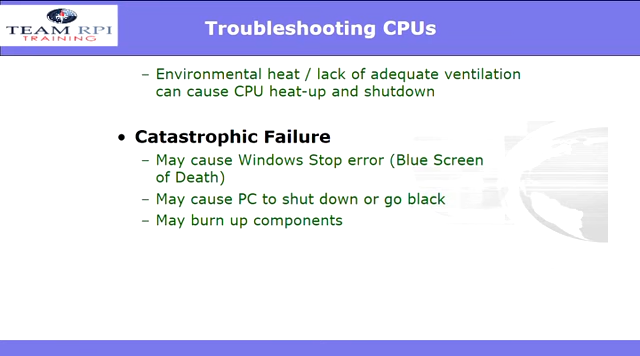 TEAM RPI
TRAINING
Troubleshooting CPUs
– Environmental heat / lack of adequate ventilation
can cause CPU heat-up and shutdown
• Catastrophic Failure
– May cause Windows Stop error (Blue Screen
of Death)
– May cause PC to shut down or go black
– May burn up components